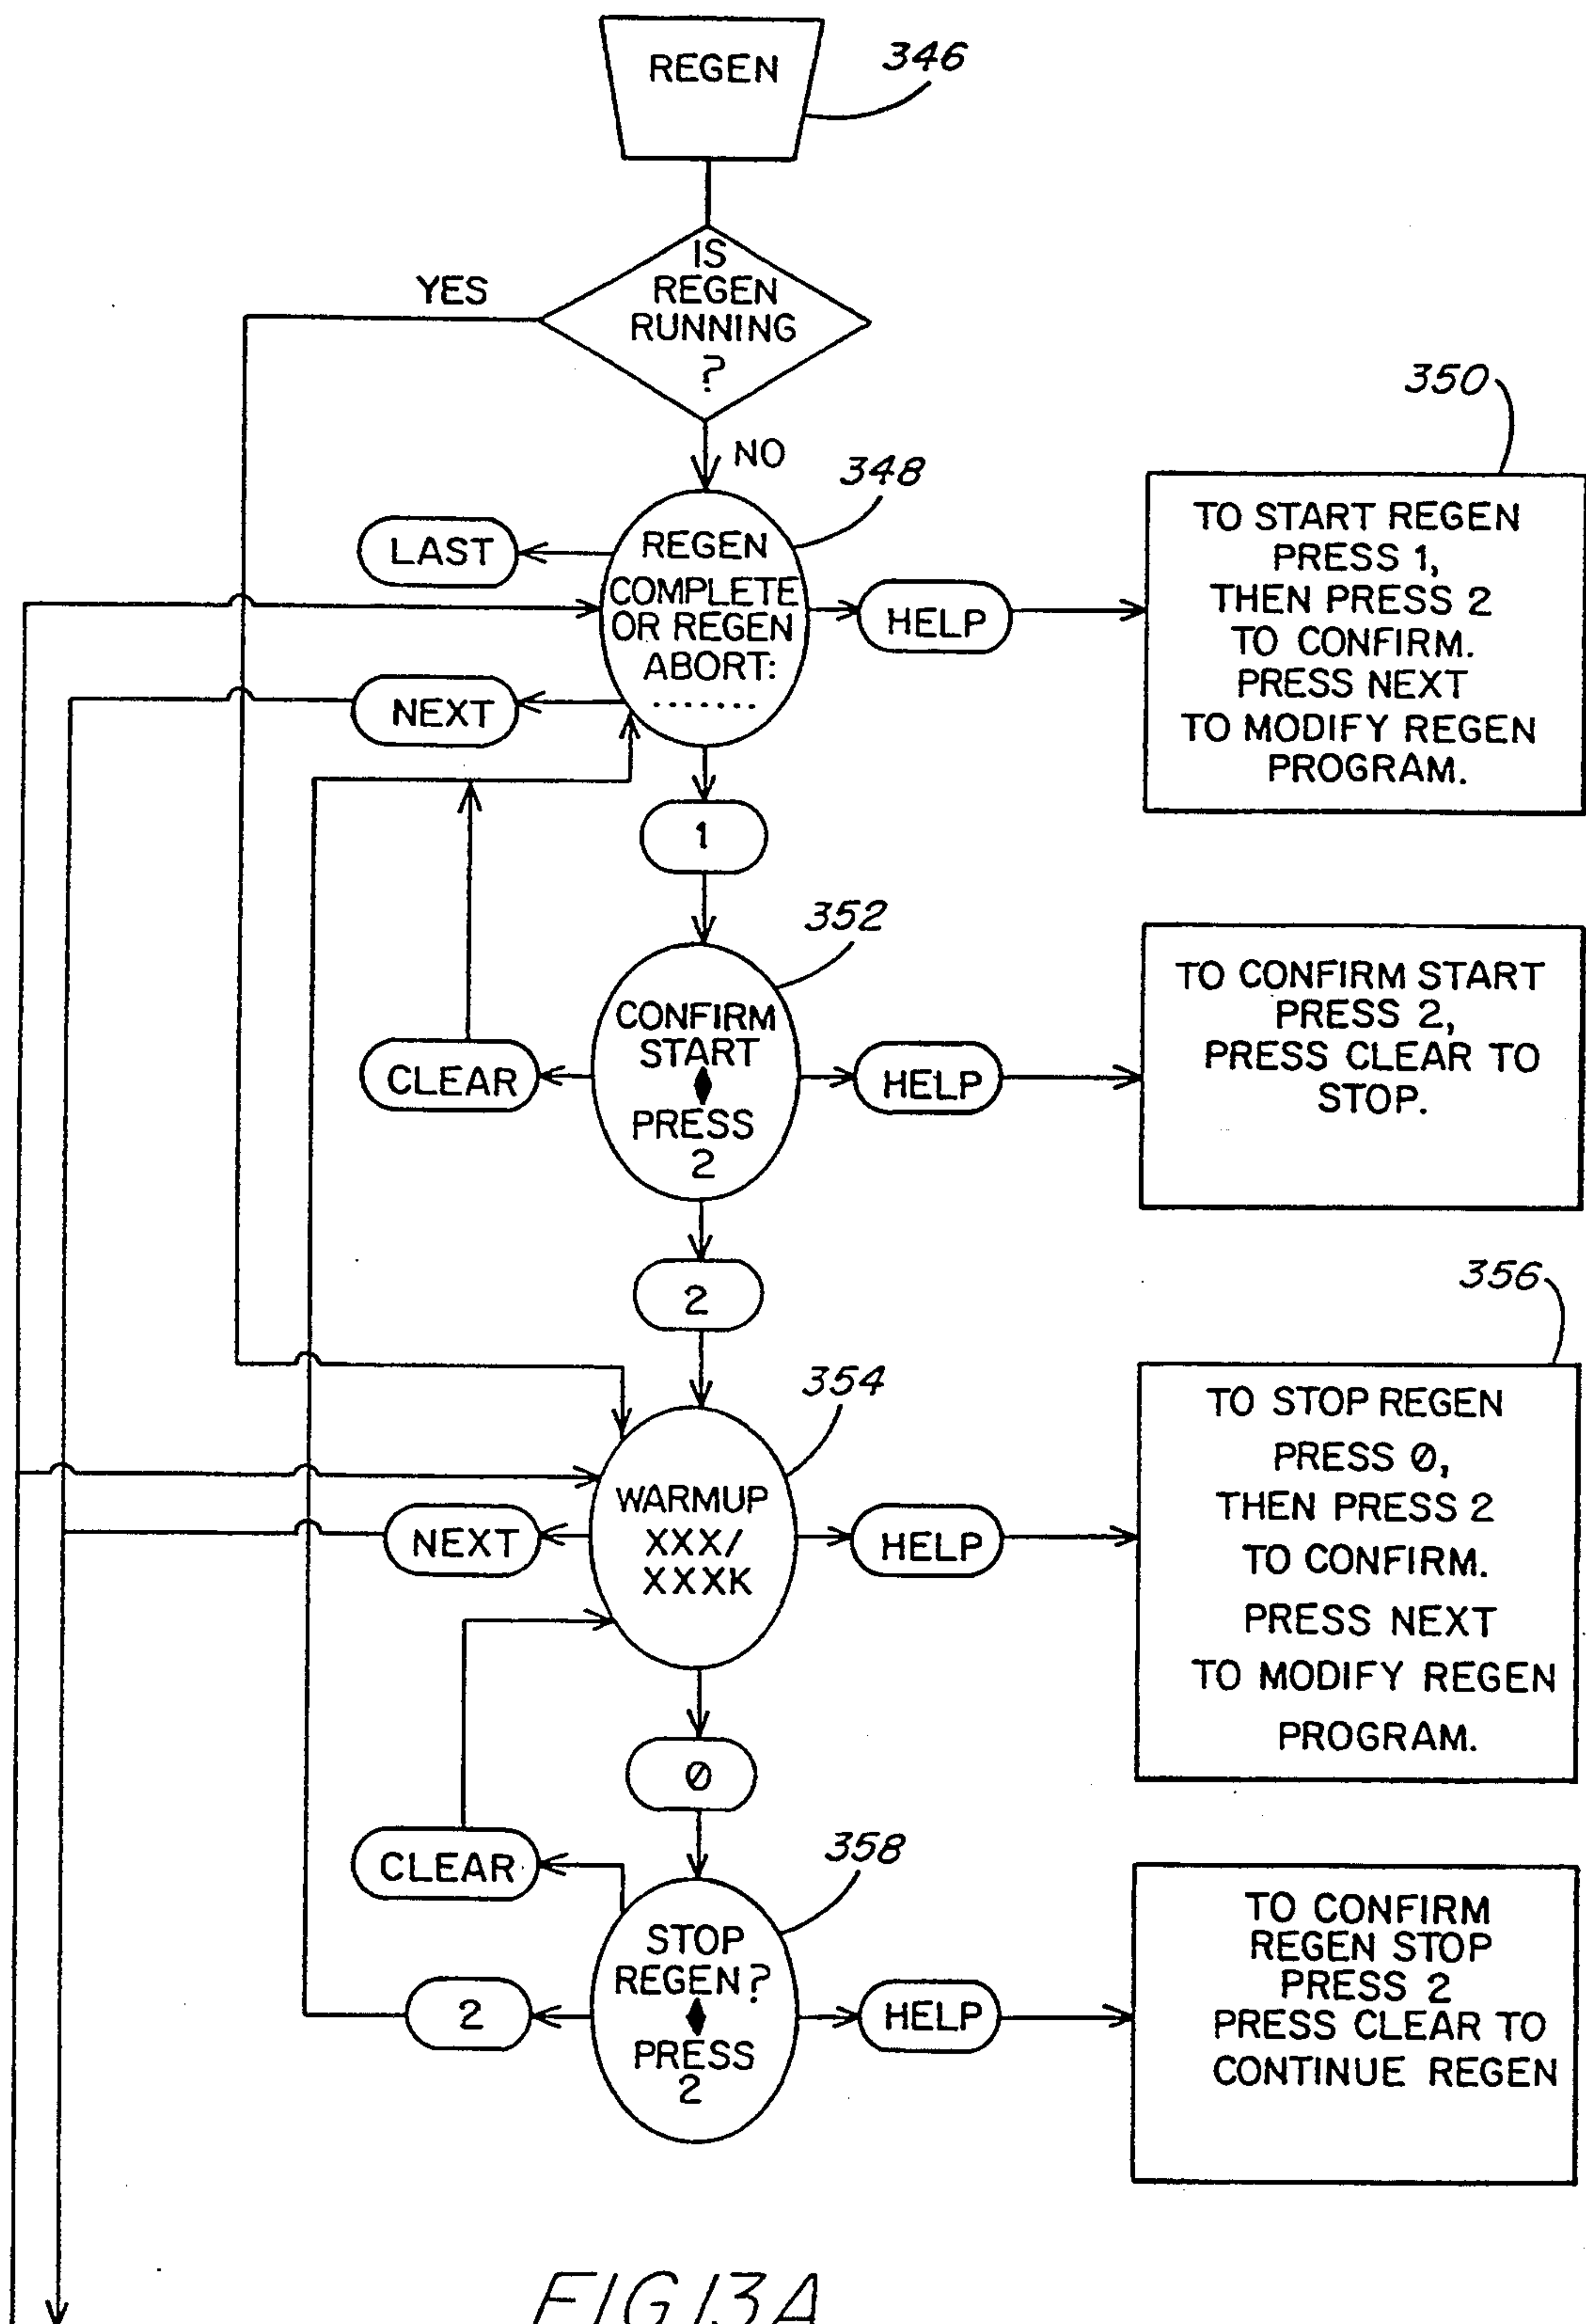 REGEN
346
IS
REGEN
RUNNING
?
YES
NO
348
350
LAST
REGEN
COMPLETE
OR REGEN
ABORT:
.......
HELP
NEXT
TO START REGEN
PRESS 1,
THEN PRESS 2
TO CONFIRM.
PRESS NEXT
TO MODIFY REGEN
PROGRAM.
1
352
CLEAR
CONFIRM
START
♦
PRESS
2
HELP
TO CONFIRM START
PRESS 2,
PRESS CLEAR TO
STOP.
2
354
356
NEXT
WARMUP
XXX/
XXXK
HELP
TO STOP REGEN
PRESS 0,
THEN PRESS 2
TO CONFIRM.
PRESS NEXT
TO MODIFY REGEN
PROGRAM.
0
358
CLEAR
2
STOP
REGEN?
♦
PRESS
2
HELP
TO CONFIRM
REGEN STOP
PRESS 2
PRESS CLEAR TO
CONTINUE REGEN
FIG 13A